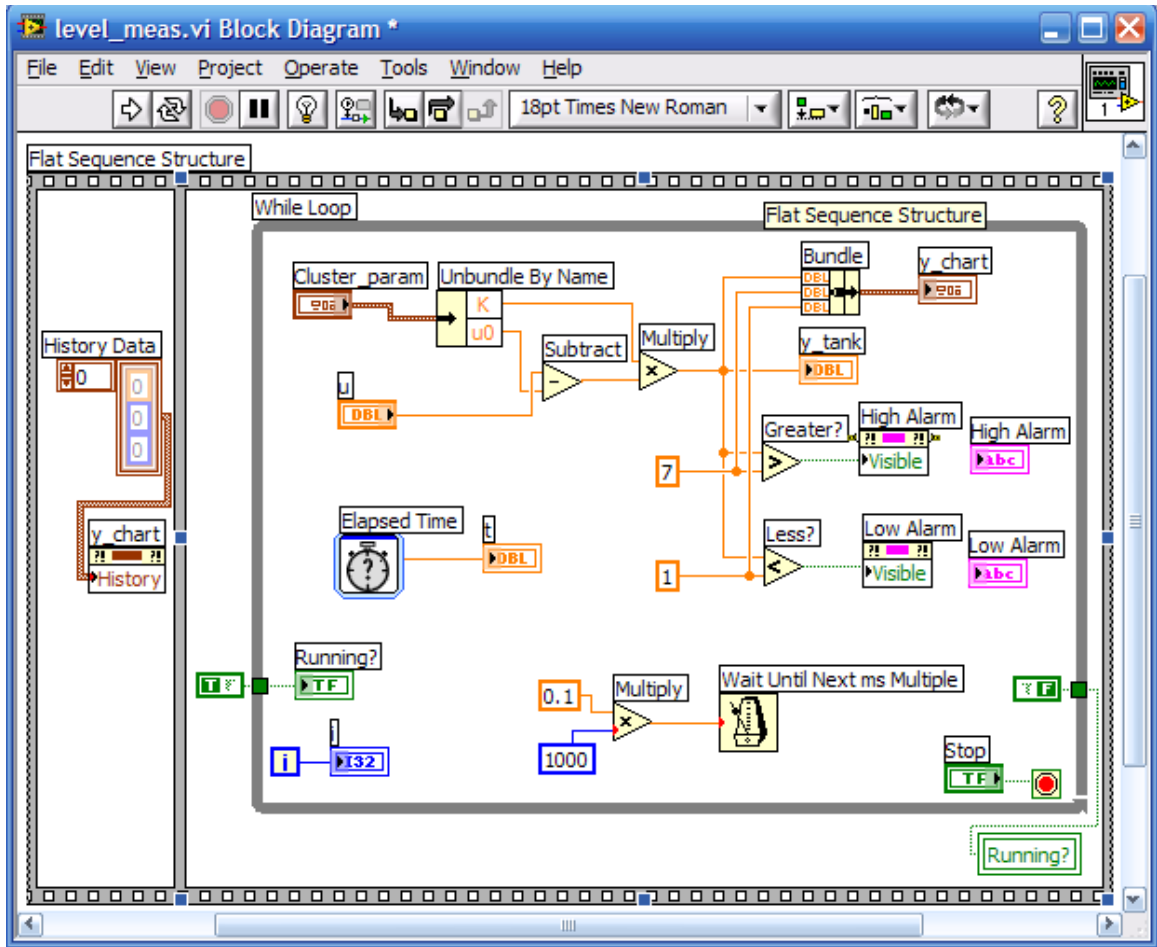 level_meas.vi Block Diagram *
File Edit View Project Operate Tools Window Help
18pt Times New Roman
?
1
Flat Sequence Structure
While Loop
Flat Sequence Structure
Cluster_param
Unbundle By Name
K
u0
Bundle
DBL
DBL
DBL
y_chart
History Data
0
0
0
0
Subtract
Multiply
y_tank
DBL
u
DBL
Greater?
High Alarm
?! ?!
Visible
High Alarm
abc
7
y_chart
?! ?!
History
Elapsed Time
?
t
DBL
Less?
Low Alarm
?! ?!
Visible
Low Alarm
abc
1
Running?
T
TF
0.1
Multiply
Wait Until Next ms Multiple
F
1000
i
i
I32
Stop
TF
Running?